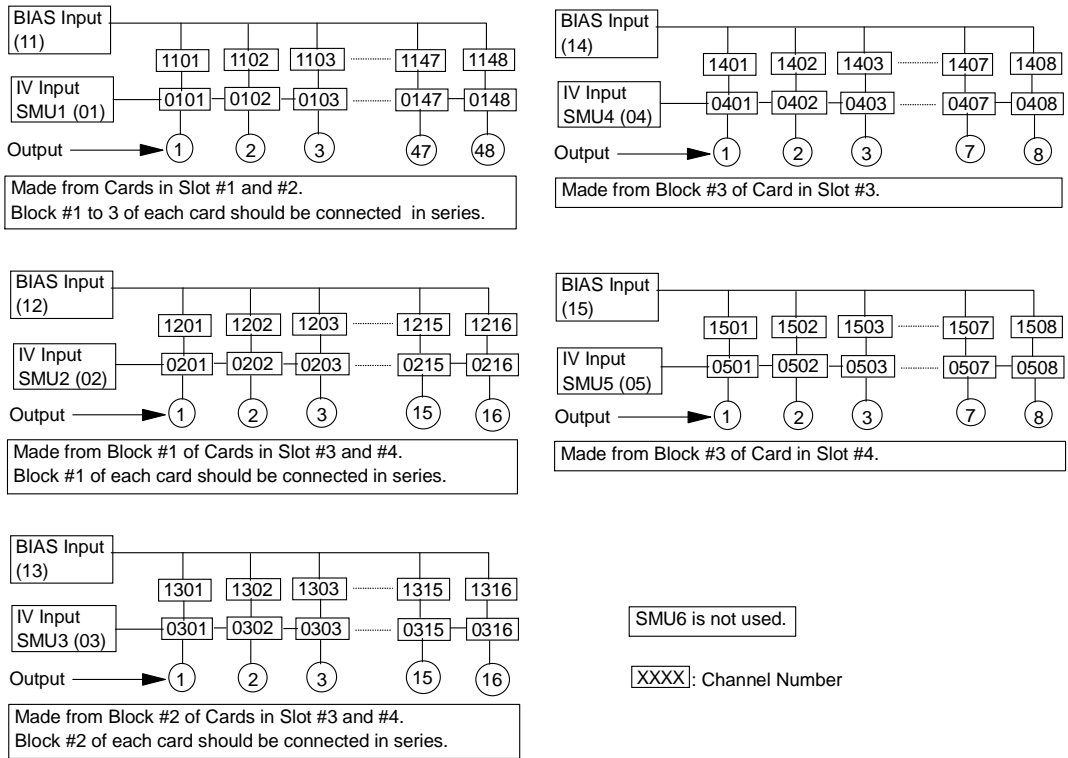 BIAS Input
(11)
1101 1102 1103 1147 1148
IV Input
SMU1 (01)
0101 0102 0103 0147 0148
Output
1 2 3 47 48
Made from Cards in Slot #1 and #2.
Block #1 to 3 of each card should be connected in series.
BIAS Input
(14)
1401 1402 1403 1407 1408
IV Input
SMU4 (04)
0401 0402 0403 0407 0408
Output
1 2 3 7 8
Made from Block #3 of Card in Slot #3.
BIAS Input
(12)
1201 1202 1203 1215 1216
IV Input
SMU2 (02)
0201 0202 0203 0215 0216
Output
1 2 3 15 16
Made from Block #1 of Cards in Slot #3 and #4.
Block #1 of each card should be connected in series.
BIAS Input
(15)
1501 1502 1503 1507 1508
IV Input
SMU5 (05)
0501 0502 0503 0507 0508
Output
1 2 3 7 8
Made from Block #3 of Card in Slot #4.
BIAS Input
(13)
1301 1302 1303 1315 1316
IV Input
SMU3 (03)
0301 0302 0303 0315 0316
Output
1 2 3 15 16
Made from Block #2 of Cards in Slot #3 and #4.
Block #2 of each card should be connected in series.
SMU6 is not used.
XXXX : Channel Number